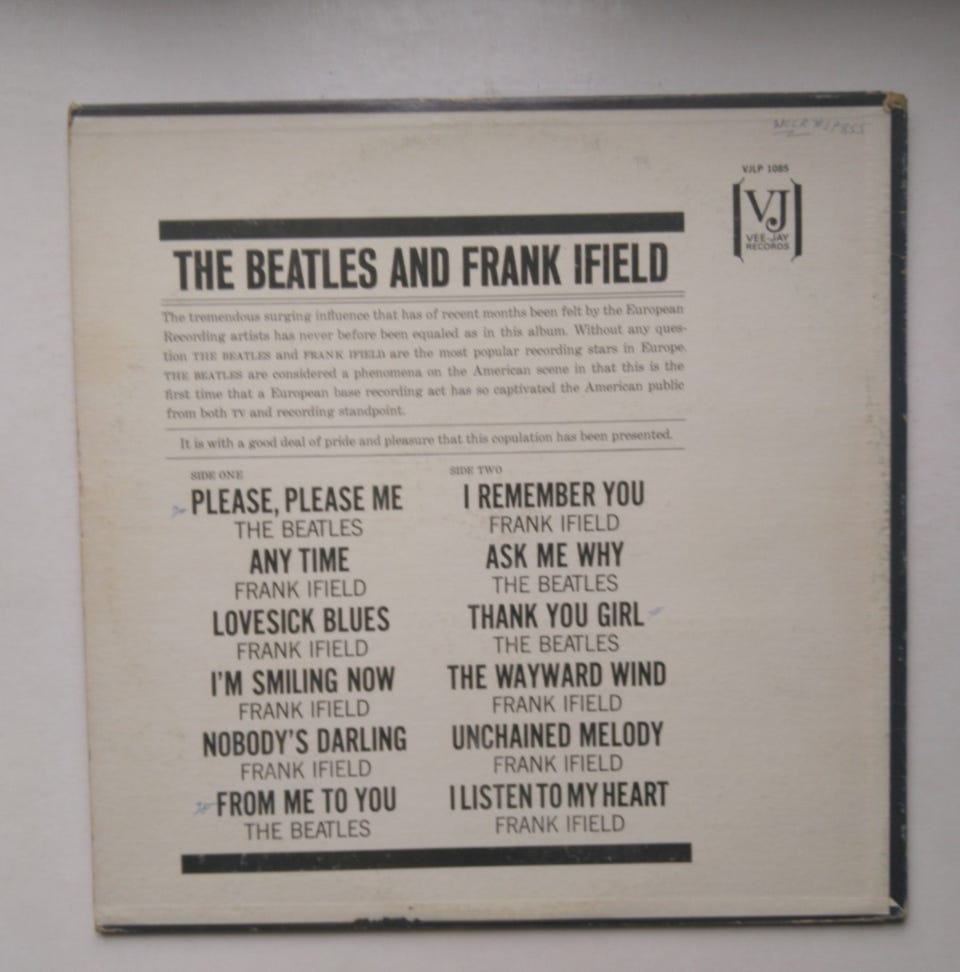 VJLP 1085
VJ
VEE-JAY
RECORDS
THE BEATLES AND FRANK IFIELD
The tremendous surging influence that has of recent months been felt by the European
Recording artists has never before been equaled as in this album. Without any ques-
tion THE BEATLES and FRANK IFIELD are the most popular recording stars in Europe.
THE BEATLES are considered a phenomena on the American scene in that this is the
first time that a European base recording act has so captivated the American public
from both TV and recording standpoint.
It is with a good deal of pride and pleasure that this copulation has been presented.
SIDE ONE
PLEASE, PLEASE ME
THE BEATLES
ANY TIME
FRANK IFIELD
LOVESICK BLUES
FRANK IFIELD
I'M SMILING NOW
FRANK IFIELD
NOBODY'S DARLING
FRANK IFIELD
FROM ME TO YOU
THE BEATLES
SIDE TWO
I REMEMBER YOU
FRANK IFIELD
ASK ME WHY
THE BEATLES
THANK YOU GIRL
THE BEATLES
THE WAYWARD WIND
FRANK IFIELD
UNCHAINED MELODY
FRANK IFIELD
I LISTEN TO MY HEART
FRANK IFIELD